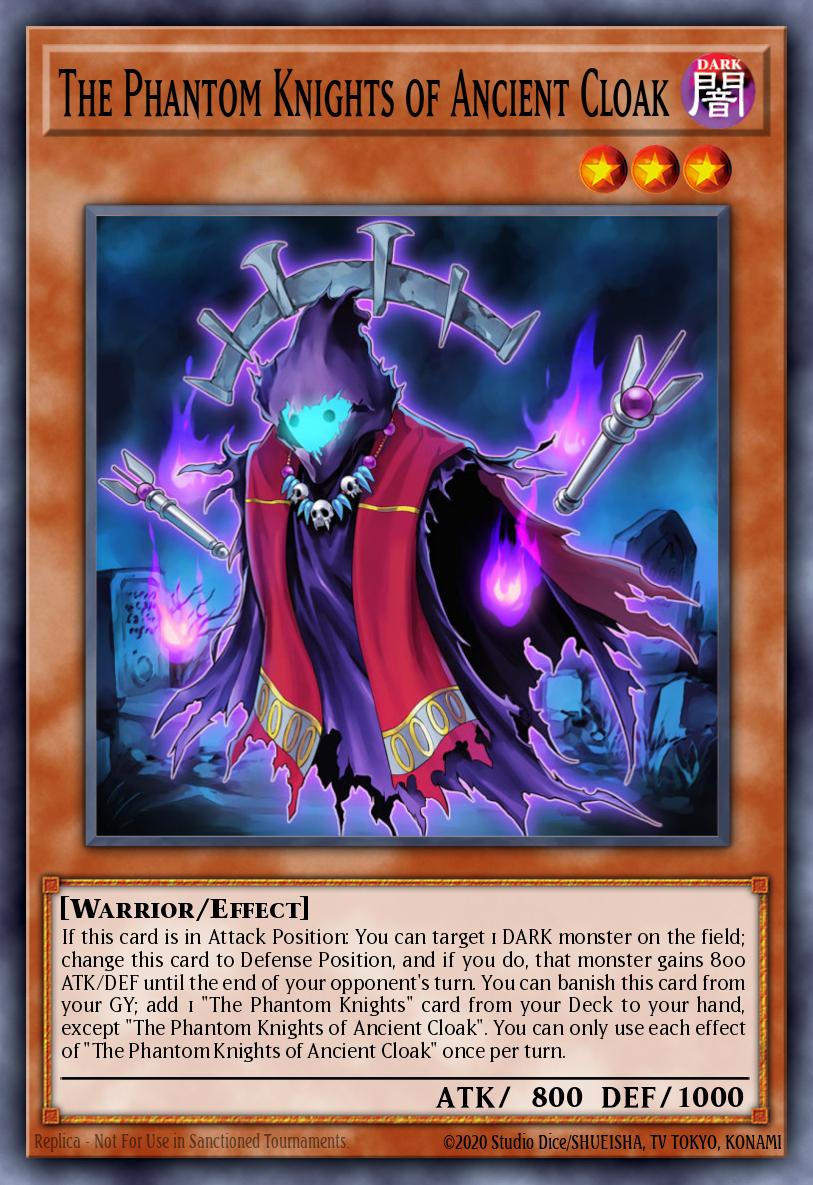 The Phantom Knights of Ancient Cloak
DARK
闇
[Warrior/Effect]
If this card is in Attack Position: You can target 1 DARK monster on the field;
change this card to Defense Position, and if you do, that monster gains 800
ATK/DEF until the end of your opponent's turn. You can banish this card from
your GY; add 1 "The Phantom Knights" card from your Deck to your hand,
except "The Phantom Knights of Ancient Cloak". You can only use each effect
of "The Phantom Knights of Ancient Cloak" once per turn.
ATK/ 800 DEF/1000
Replica - Not For Use in Sanctioned Tournaments.
©2020 Studio Dice/SHUEISHA, TV TOKYO, KONAMI